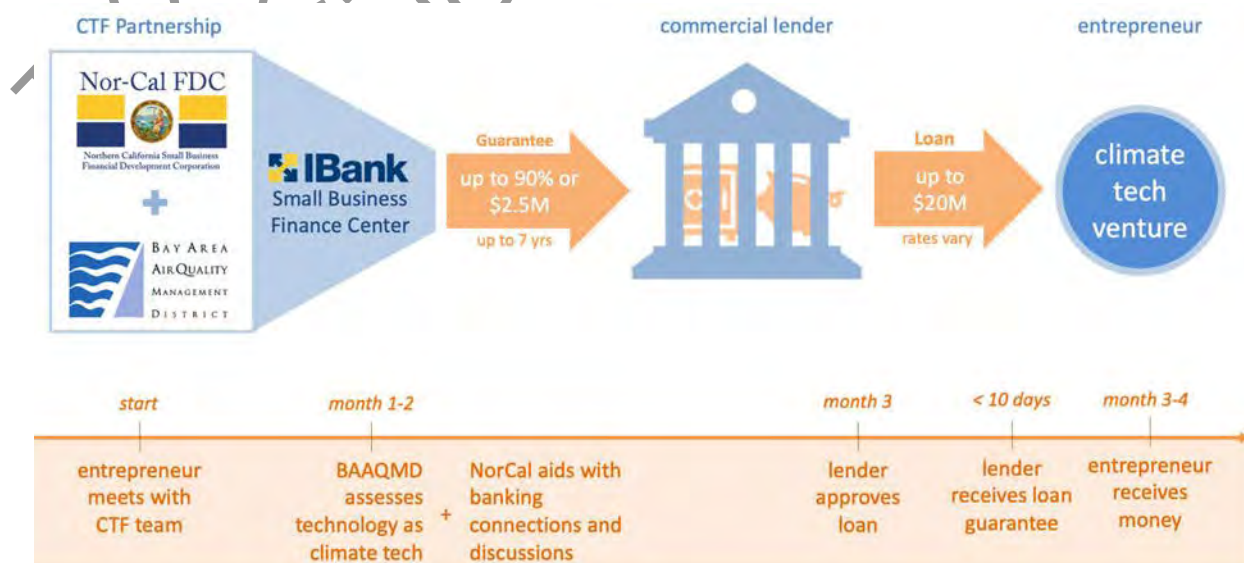 CTF Partnership
commercial lender
entrepreneur
Nor-Cal FDC
Northern California Small Business
Financial Development Corporation
+
BAY AREA
AIR QUALITY
MANAGEMENT
DISTRICT
IBank
Small Business
Finance Center
Guarantee
up to 90% or
$2.5M
up to 7 yrs
Loan
up to
$20M
rates vary
climate
tech
venture
start
month 1-2
month 3
< 10 days
month 3-4
entrepreneur
meets with
CTF team
BAAQMD
assesses
technology as
climate tech
+
NorCal aids with
banking
connections and
discussions
lender
approves
loan
lender
receives loan
guarantee
entrepreneur
receives
money